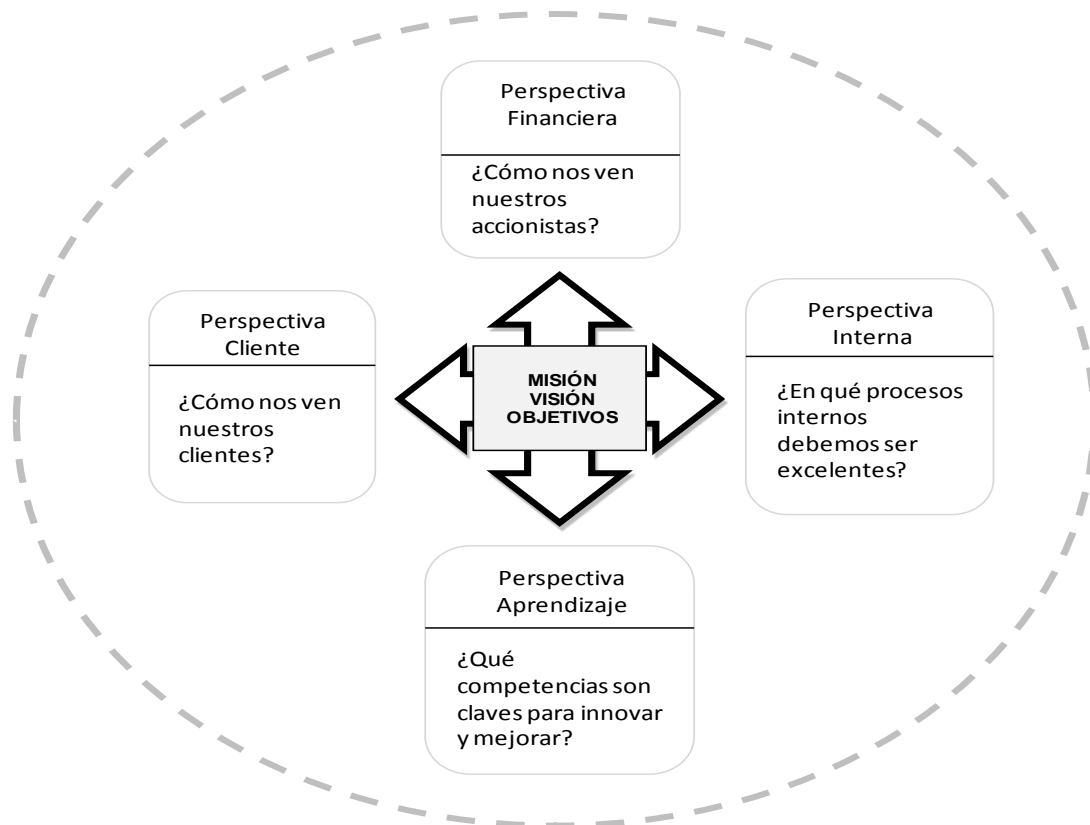 Perspectiva
Financiera
¿Cómo nos ven
nuestros
accionistas?
Perspectiva
Cliente
¿Cómo nos ven
nuestros
clientes?
MISIÓN
VISIÓN
OBJETIVOS
Perspectiva
Interna
¿En qué procesos
internos
debemos ser
excelentes?
Perspectiva
Aprendizaje
¿Qué
competencias son
claves para innovar
y mejorar?